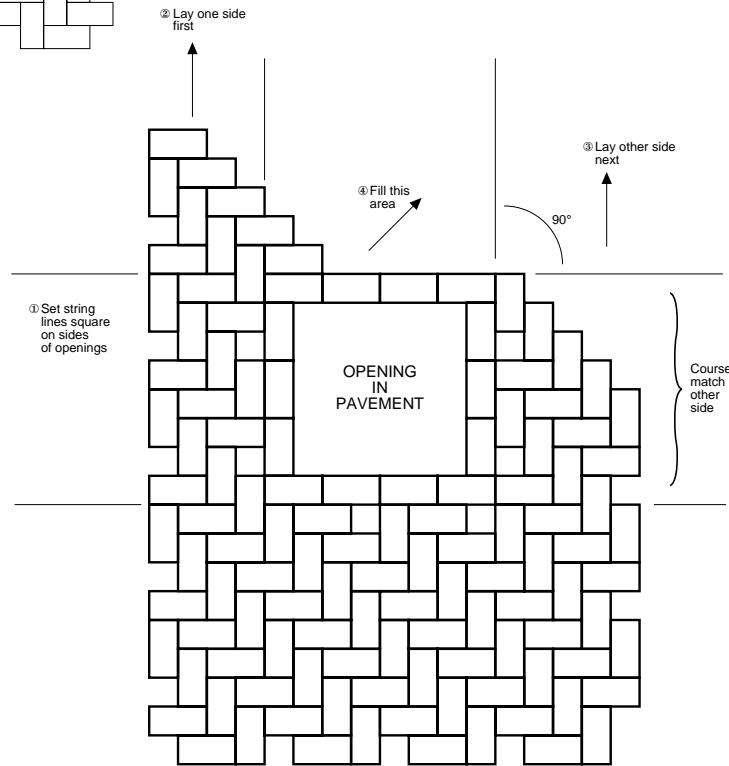 ② Lay one side
first
③ Lay other side
next
④ Fill this
area
90°
① Set string
lines square
on sides
of openings
OPENING
IN
PAVEMENT
Course
match
other
side